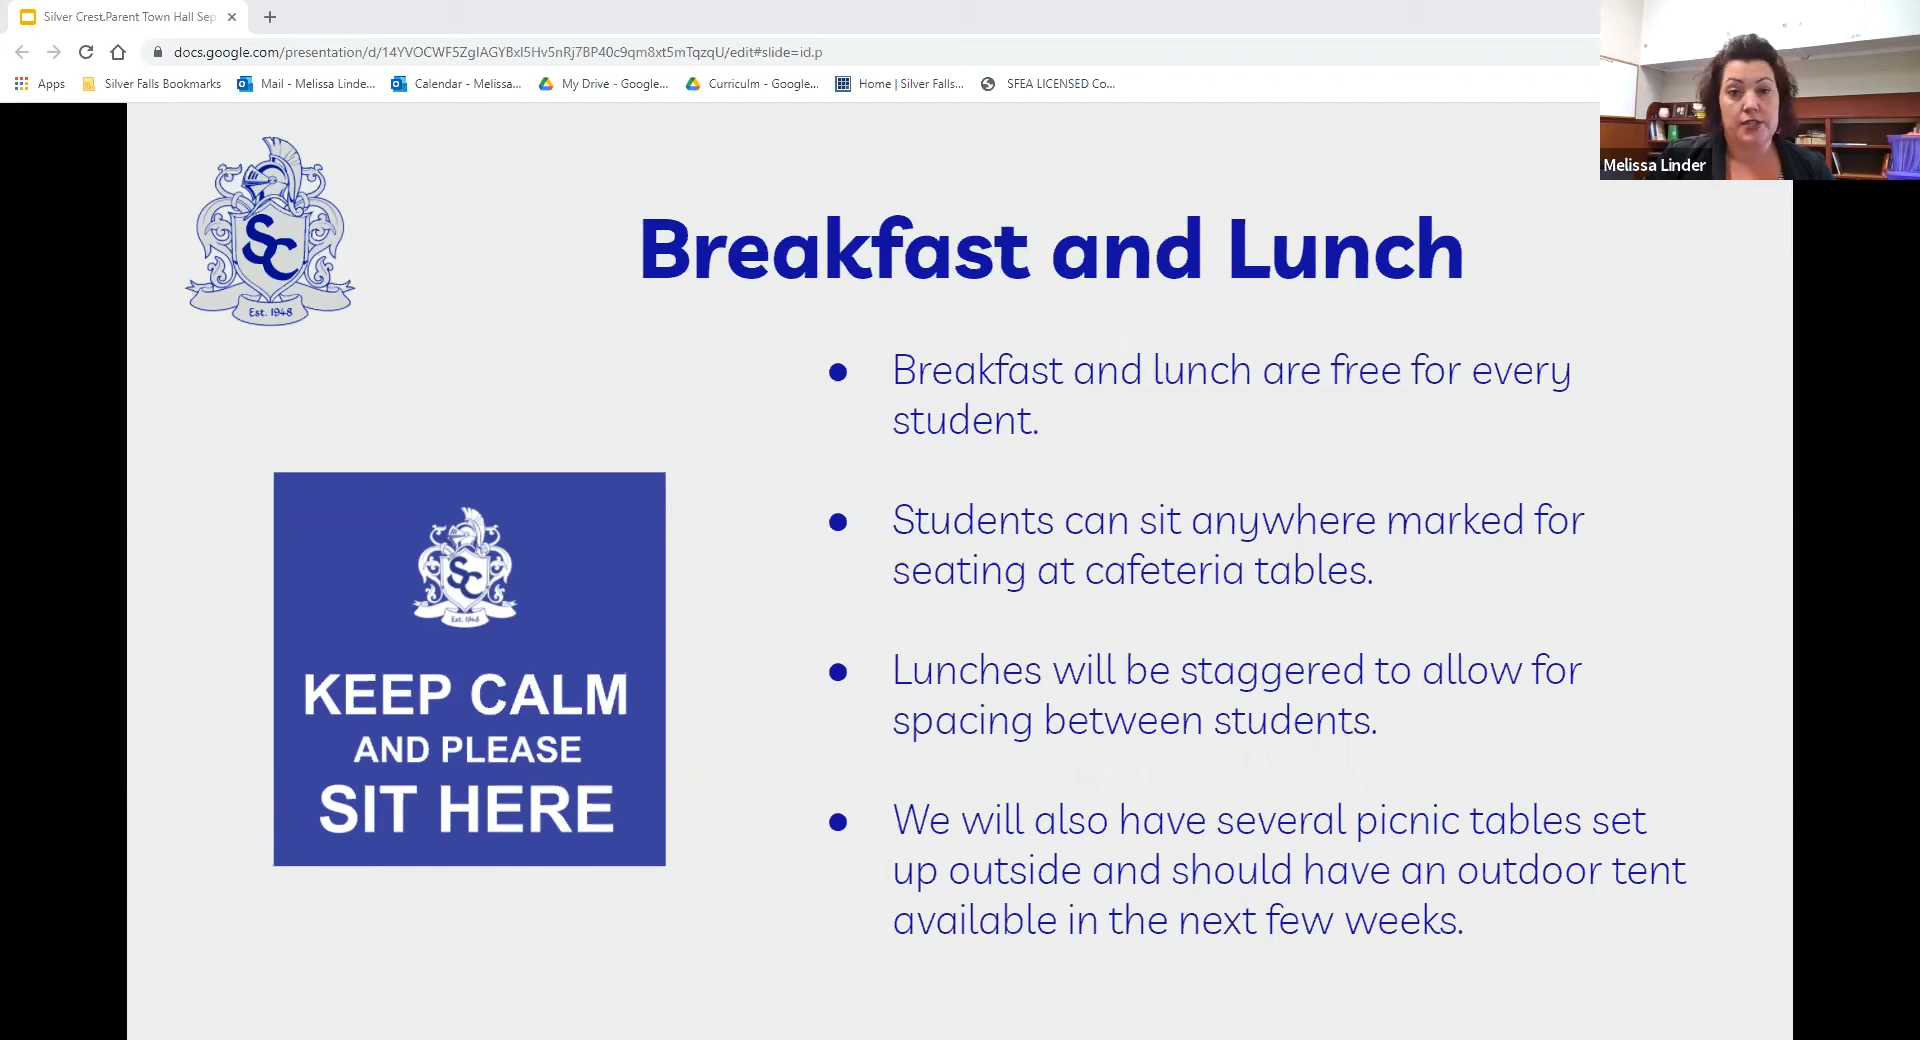 Silver Crest.Parent Town Hall Sep
docs.google.com/presentation/d/14YVOCWF5ZgIAGYBxI5Hv5nRj7BP40c9qm8xt5mTqzqU/edit#slide=id.p
Apps Silver Falls Bookmarks Mail - Melissa Linde... Calendar - Melissa... My Drive - Google... Curriculm - Google... Home | Silver Falls... SFEA LICENSED Co...
Melissa Linder
SC
Est. 1948
Breakfast and Lunch
● Breakfast and lunch are free for every
student.
● Students can sit anywhere marked for
seating at cafeteria tables.
● Lunches will be staggered to allow for
spacing between students.
● We will also have several picnic tables set
up outside and should have an outdoor tent
available in the next few weeks.
SC
Est. 1948
KEEP CALM
AND PLEASE
SIT HERE